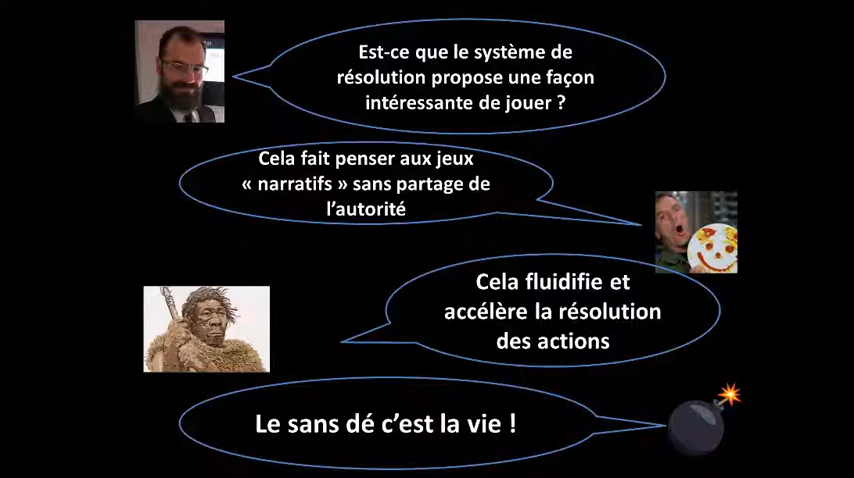 Est-ce que le système de
résolution propose une façon
intéressante de jouer ?
Cela fait penser aux jeux
« narratifs » sans partage de
l’autorité
Cela fluidifie et
accélère la résolution
des actions
Le sans dé c’est la vie !